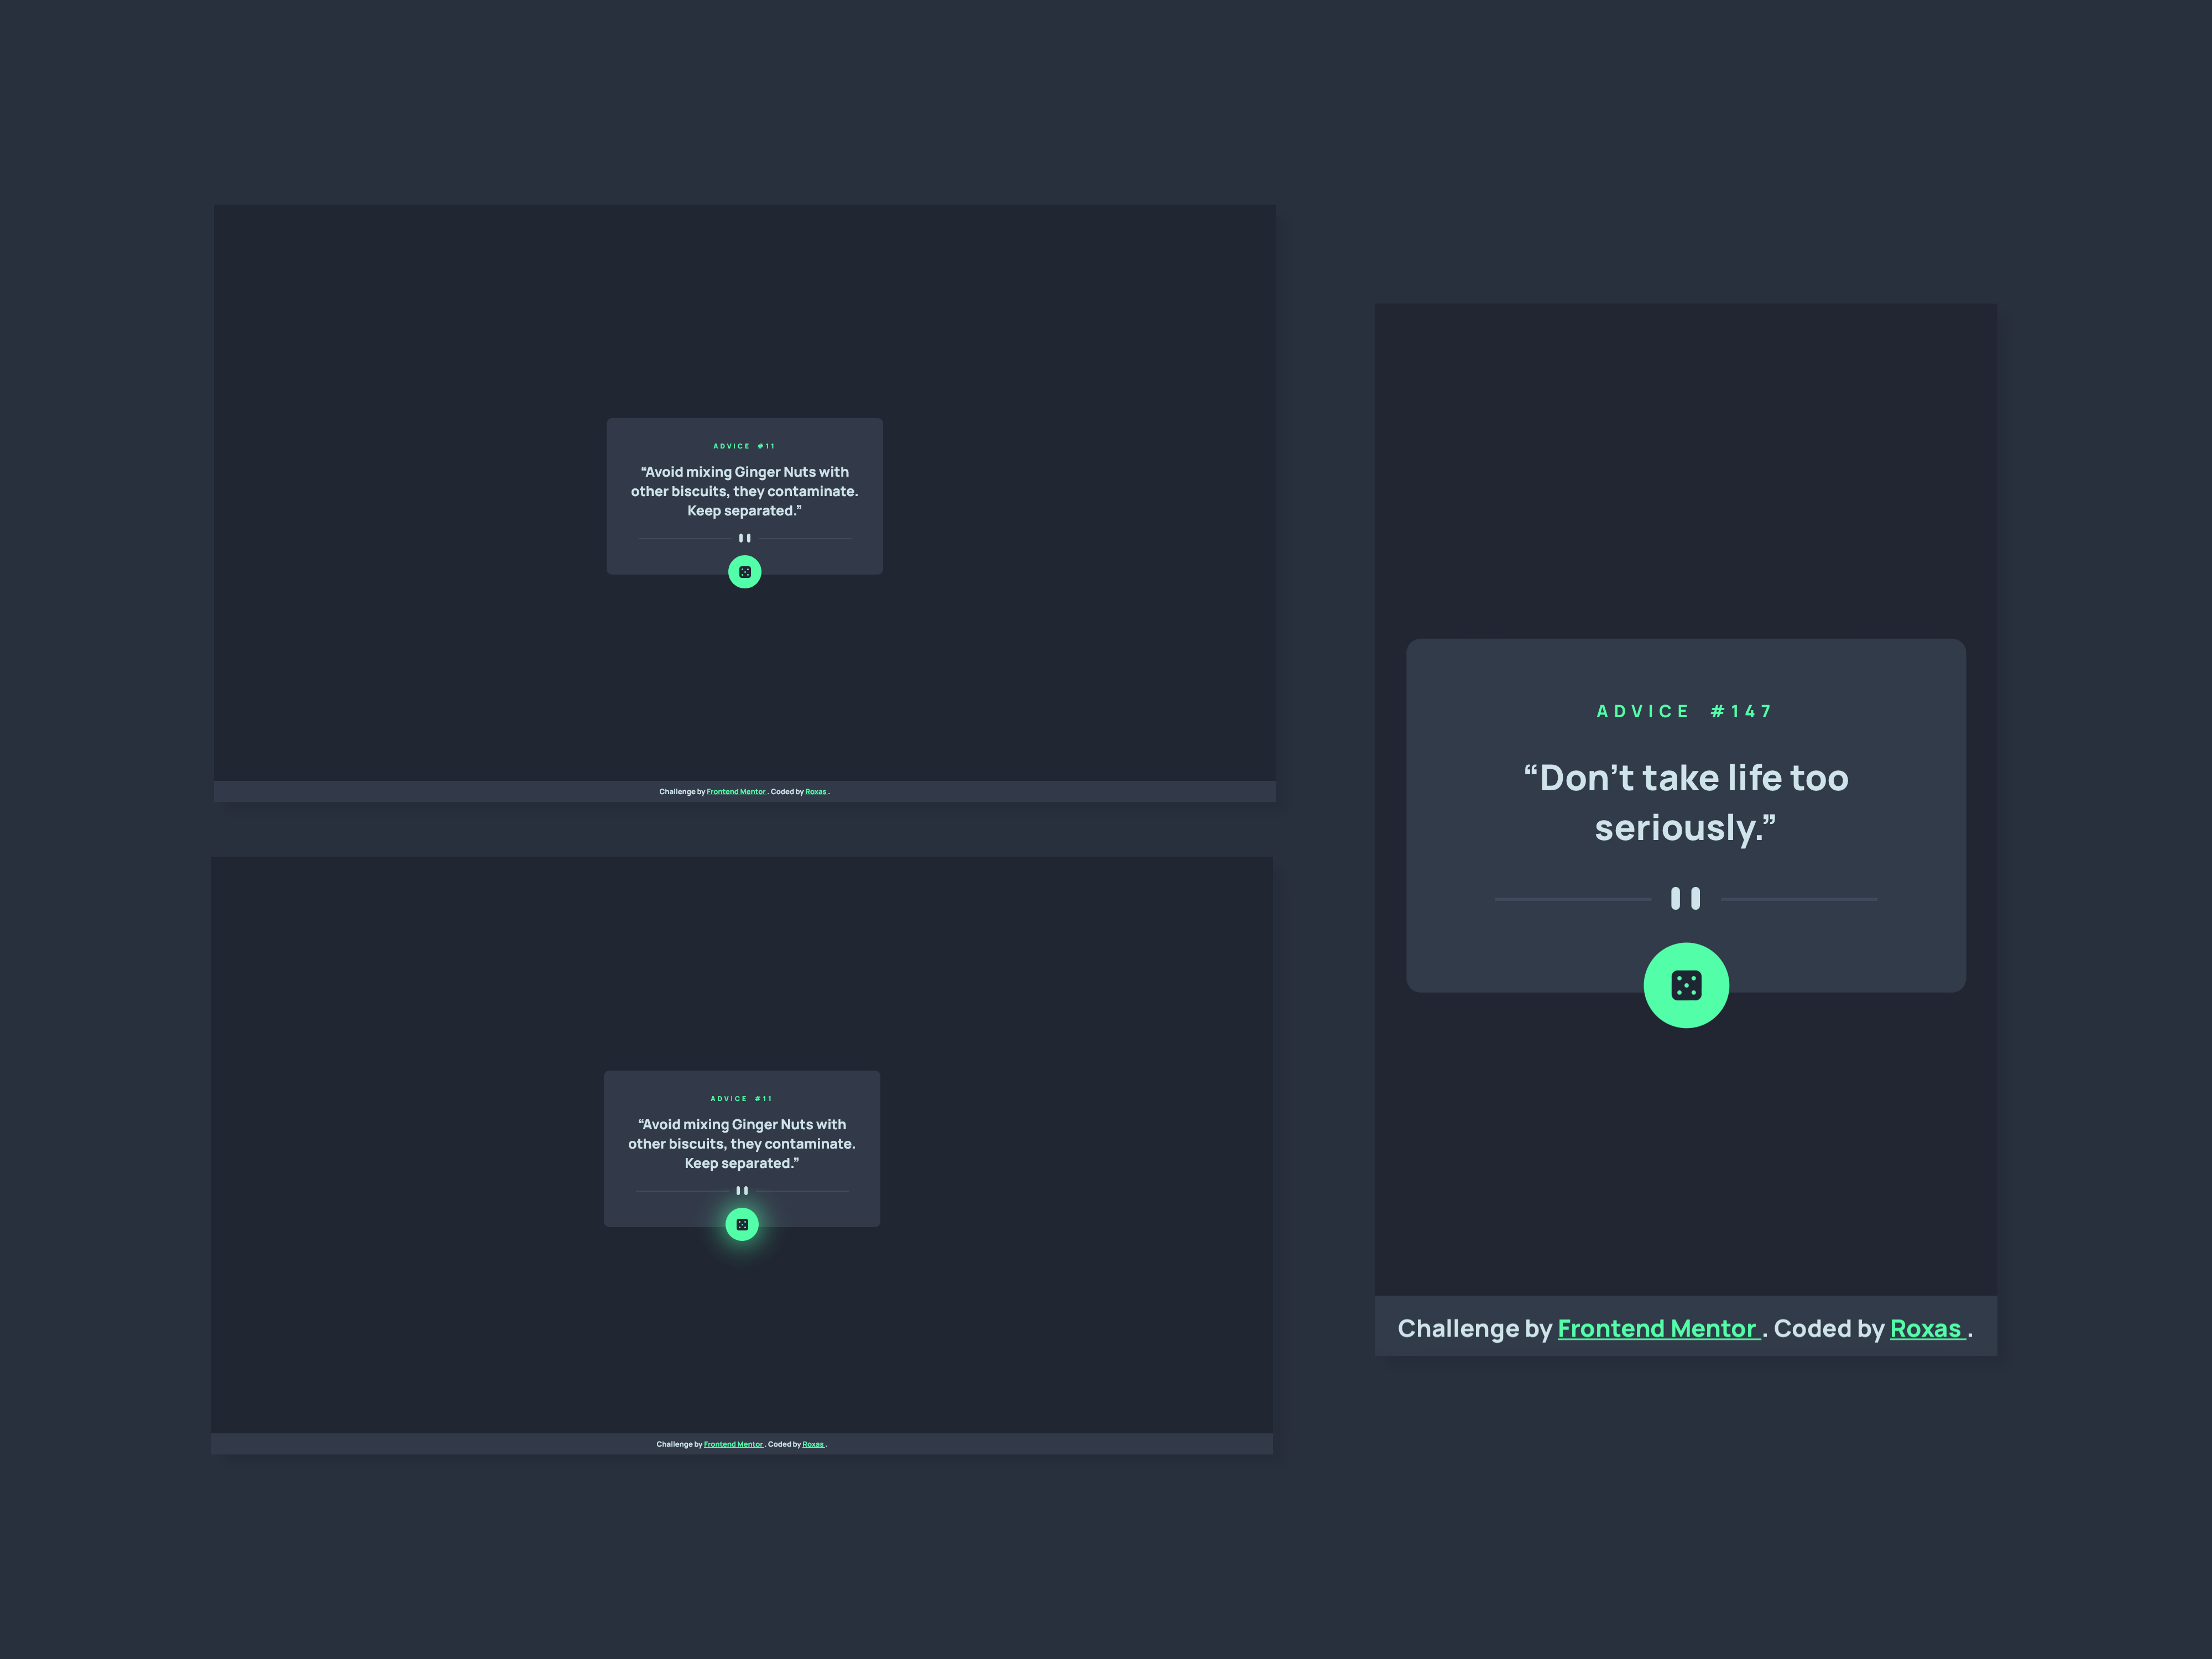 ADVICE #11
“Avoid mixing Ginger Nuts with
other biscuits, they contaminate.
Keep separated.”
Challenge by Frontend Mentor . Coded by Roxas .
ADVICE #11
“Avoid mixing Ginger Nuts with
other biscuits, they contaminate.
Keep separated.”
Challenge by Frontend Mentor . Coded by Roxas .
ADVICE #147
“Don’t take life too
seriously.”
Challenge by Frontend Mentor . Coded by Roxas .